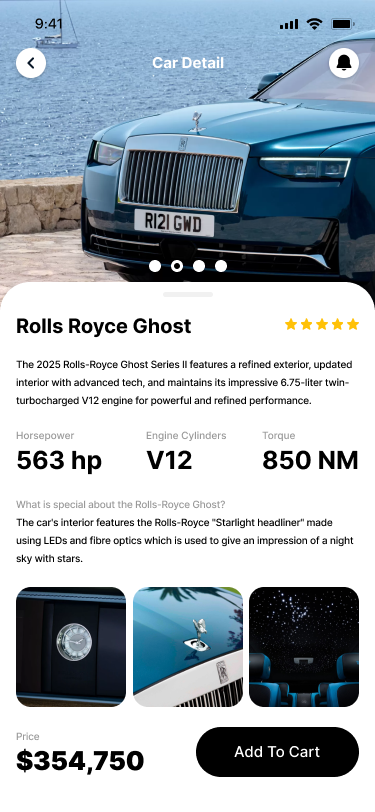 9:41
Car Detail
R121 GWD
Rolls Royce Ghost
The 2025 Rolls-Royce Ghost Series II features a refined exterior, updated
interior with advanced tech, and maintains its impressive 6.75-liter twin-
turbocharged V12 engine for powerful and refined performance.
Horsepower Engine Cylinders Torque
563 hp V12 850 NM
What is special about the Rolls-Royce Ghost?
The car's interior features the Rolls-Royce "Starlight headliner" made
using LEDs and fibre optics which is used to give an impression of a night
sky with stars.
Price
$354,750
Add To Cart